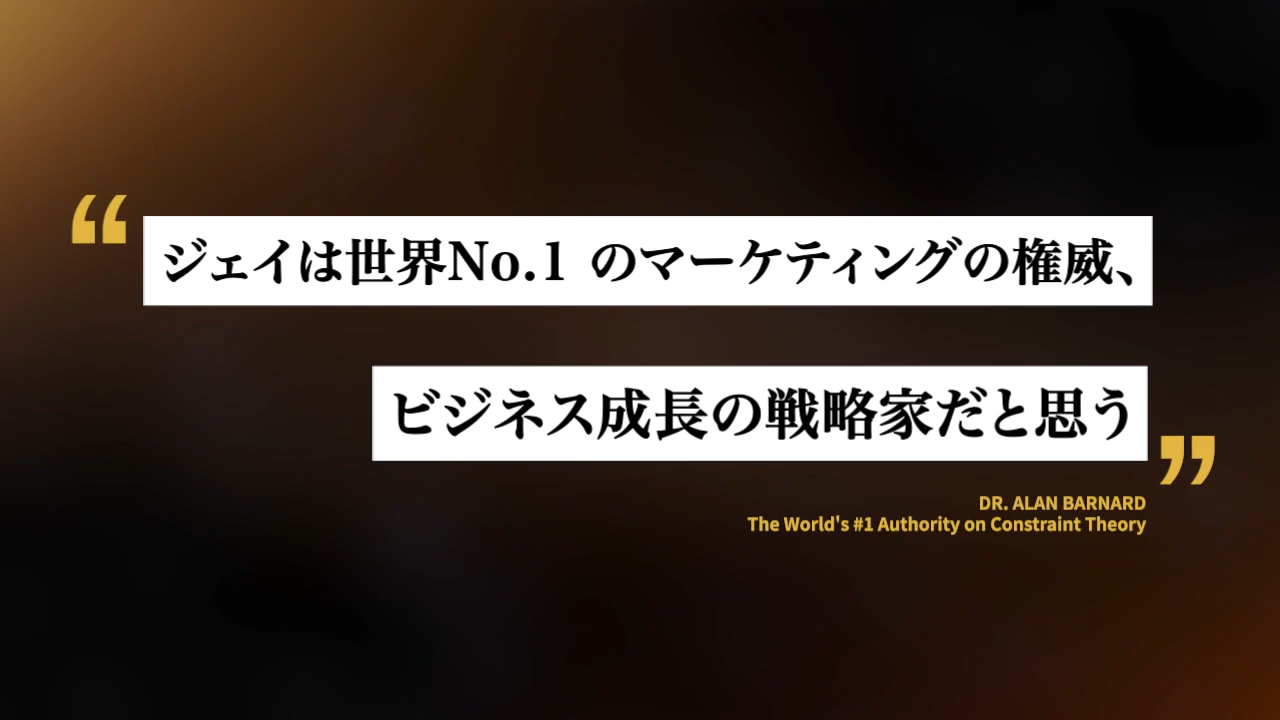 “ジェイは世界No.1 のマーケティングの権威、
ビジネス成長の戦略家だと思う”
DR. ALAN BARNARD
The World's #1 Authority on Constraint Theory